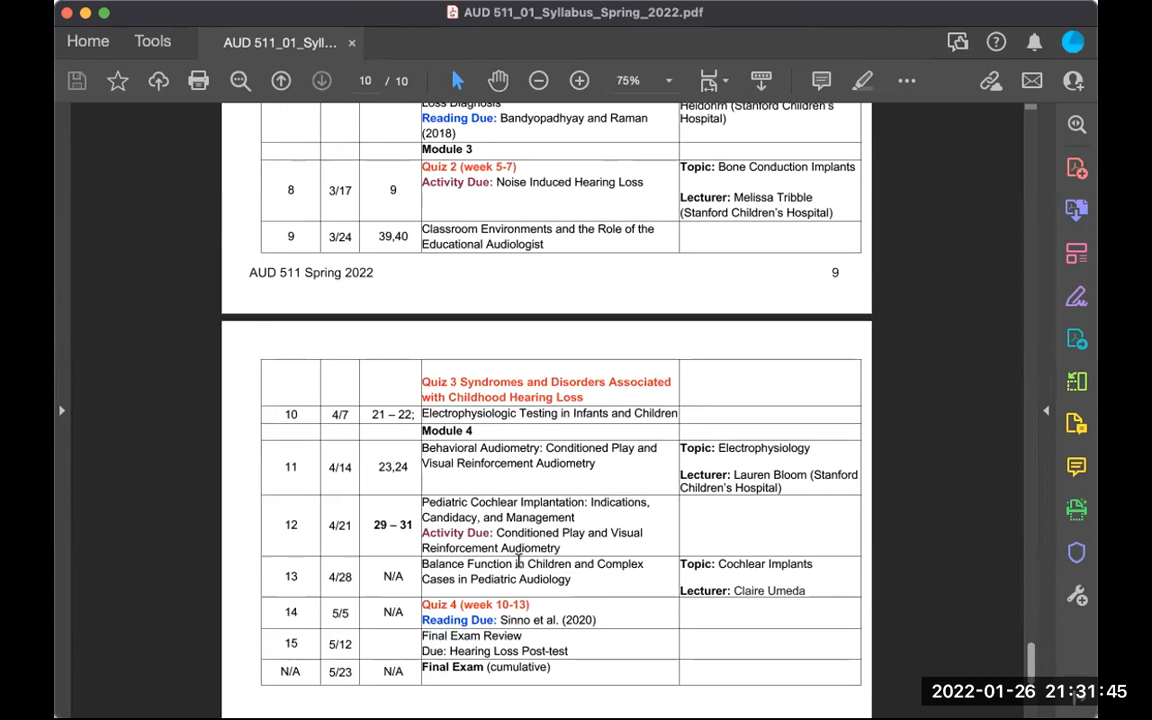 AUD 511_01_Syllabus_Spring_2022.pdf
Home Tools AUD 511_01_Syll... ×
10 / 10 75%
Loss Diagnosis
Reading Due: Bandyopadhyay and Raman
(2018)
Heidohrn (Stanford Children's
Hospital)
Module 3
8 3/17 9
Quiz 2 (week 5-7)
Activity Due: Noise Induced Hearing Loss
Topic: Bone Conduction Implants
Lecturer: Melissa Tribble
(Stanford Children's Hospital)
9 3/24 39,40
Classroom Environments and the Role of the
Educational Audiologist
AUD 511 Spring 2022 9
Quiz 3 Syndromes and Disorders Associated
with Childhood Hearing Loss
10 4/7 21 – 22; Electrophysiologic Testing in Infants and Children
Module 4
11 4/14 23,24
Behavioral Audiometry: Conditioned Play and
Visual Reinforcement Audiometry
Topic: Electrophysiology
Lecturer: Lauren Bloom (Stanford
Children's Hospital)
12 4/21 29 – 31
Pediatric Cochlear Implantation: Indications,
Candidacy, and Management
Activity Due: Conditioned Play and Visual
Reinforcement Audiometry
13 4/28 N/A
Balance Function in Children and Complex
Cases in Pediatric Audiology
Topic: Cochlear Implants
Lecturer: Claire Umeda
14 5/5 N/A
Quiz 4 (week 10-13)
Reading Due: Sinno et al. (2020)
15 5/12 N/A
Final Exam Review
Due: Hearing Loss Post-test
N/A 5/23 N/A Final Exam (cumulative)
2022-01-26 21:31:45